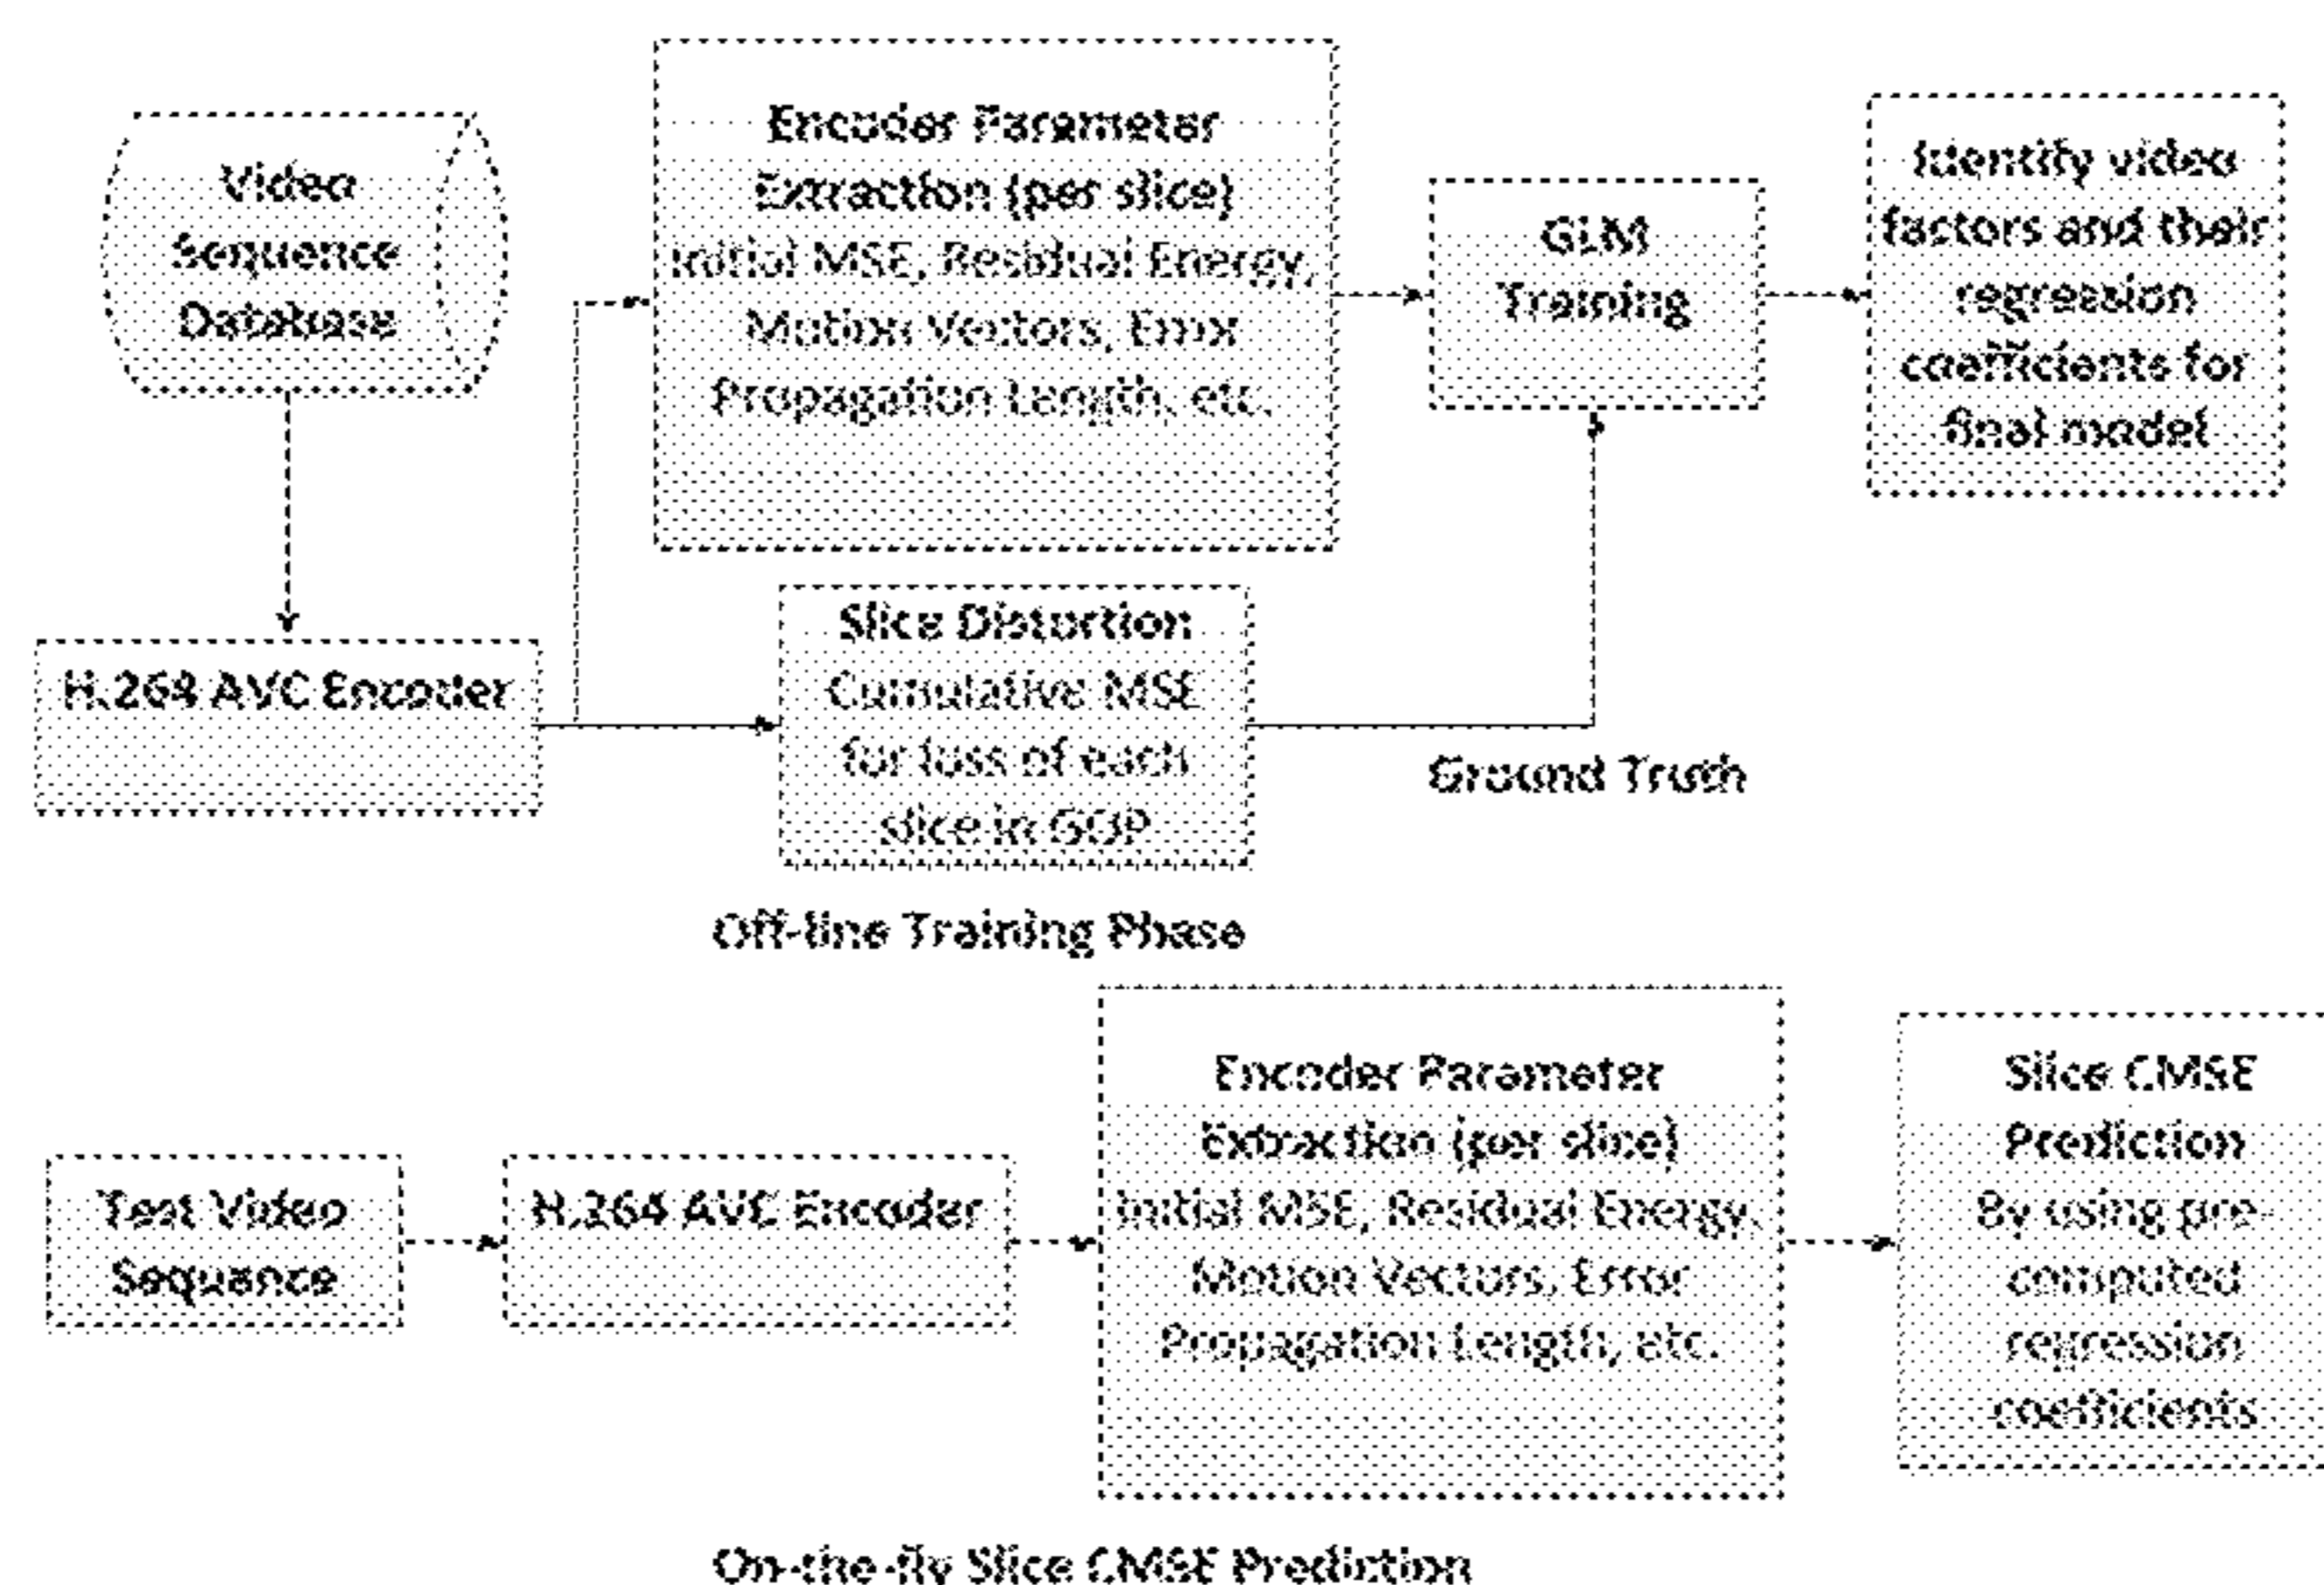 Video
Sequence
Database
H.264 AVC Encoder
Encoder Parameter
Extraction (per slice)
Initial MSE, Residual Energy,
Motion Vectors, Error
Propagation Length, etc.
Slice Distortion
Cumulative MSE
for loss of each
slice in GOP
GLM
Training
Ground Truth
Identify video
factors and their
regression
coefficients for
final model
Off-line Training Phase
Test Video
Sequence
H.264 AVC Encoder
Encoder Parameter
Extraction (per slice)
Initial MSE, Residual Energy,
Motion Vectors, Error
Propagation Length, etc.
Slice CMSE
Prediction
By using pre-
computed
regression
coefficients
On-the-fly Slice CMSE Prediction